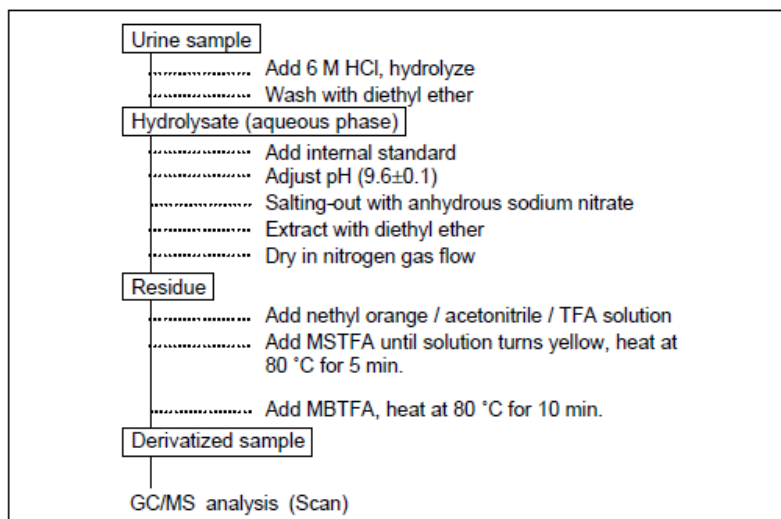 Urine sample
Add 6 M HCl, hydrolyze
Wash with diethyl ether
Hydrolysate (aqueous phase)
Add internal standard
Adjust pH (9.6±0.1)
Salting-out with anhydrous sodium nitrate
Extract with diethyl ether
Dry in nitrogen gas flow
Residue
Add nethyl orange / acetonitrile / TFA solution
Add MSTFA until solution turns yellow, heat at
80 ˚C for 5 min.
Add MBTFA, heat at 80 ˚C for 10 min.
Derivatized sample
GC/MS analysis (Scan)